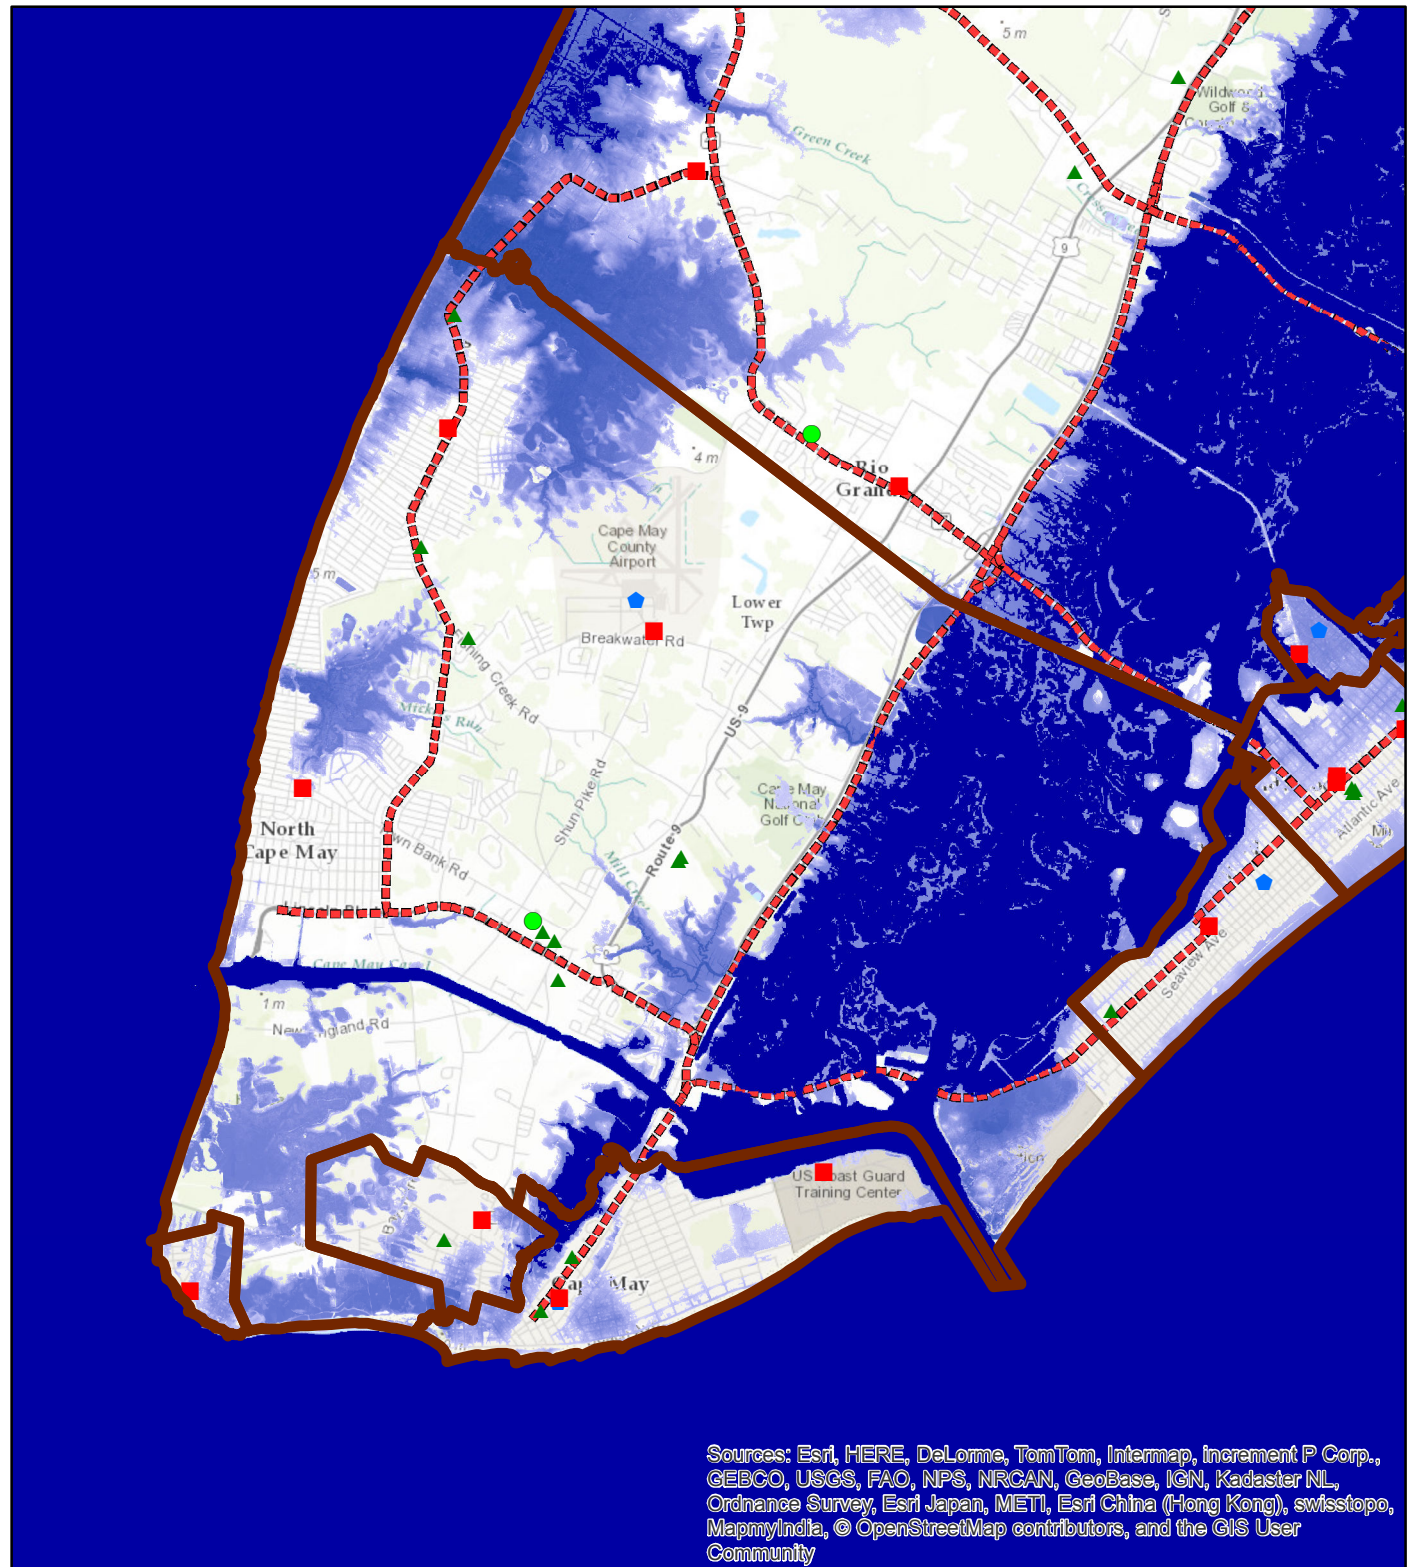 5 m
Wildwood
Golf &
Green Creek
9
4 m
Rio
Cape May
County
Airport
5 m
Lower
Twp
Breakwater Rd
Fishing Creek Rd
US-9
Shun Pike Rd
Cape May
National
Golf Club
Atlantic Ave
North
Cape May
Route-9
Mill Creek
Seaview Ave
Cape May Canal
1 m
New England Rd
US Coast Guard
Training Center
Cape May
Sources: Esri, HERE, DeLorme, TomTom, Intermap, increment P Corp.,
GEBCO, USGS, FAO, NPS, NRCAN, GeoBase, IGN, Kadaster NL,
Ordnance Survey, Esri Japan, METI, Esri China (Hong Kong), swisstopo,
MapmyIndia, © OpenStreetMap contributors, and the GIS User
Community